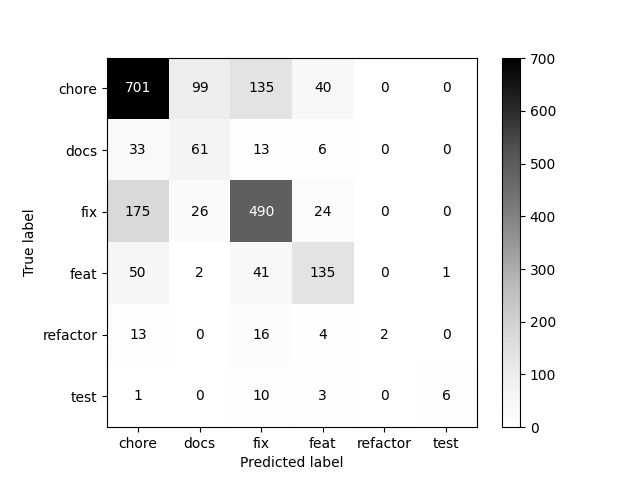 chore 701 99 135 40 0 0
docs 33 61 13 6 0 0
fix 175 26 490 24 0 0
feat 50 2 41 135 0 1
refactor 13 0 16 4 2 0
test 1 0 10 3 0 6
chore docs fix feat refactor test
Predicted label
True label
700
600
500
400
300
200
100
0